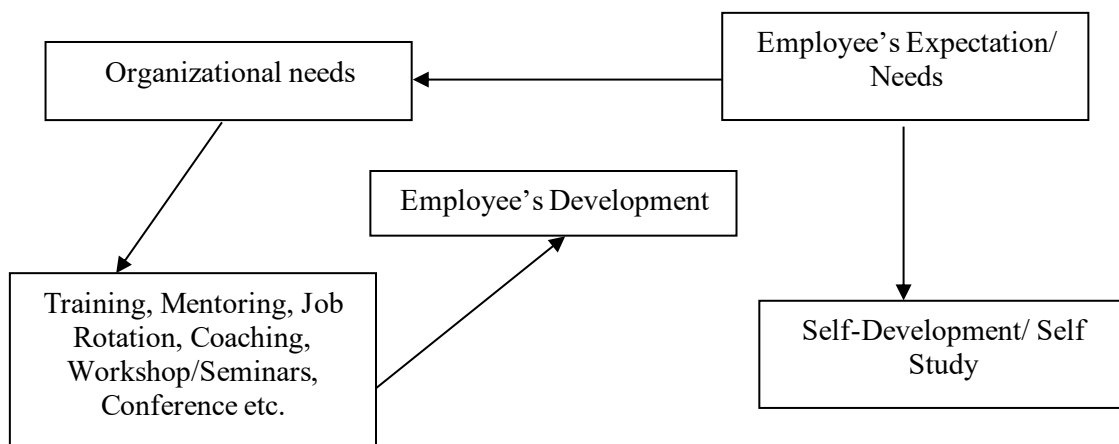 Organizational needs
Employee’s Expectation/
Needs
Employee’s Development
Training, Mentoring, Job
Rotation, Coaching,
Workshop/Seminars,
Conference etc.
Self-Development/ Self
Study